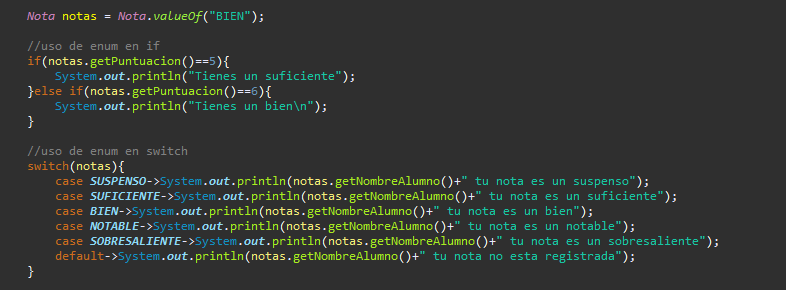 Nota notas = Nota.valueOf("BIEN");
//uso de enum en if
if(notas.getPuntuacion()==5){
System.out.println("Tienes un suficiente");
}else if(notas.getPuntuacion()==6){
System.out.println("Tienes un bien\n");
}
//uso de enum en switch
switch(notas){
case SUSPENSO->System.out.println(notas.getNombreAlumno()+" tu nota es un suspenso");
case SUFICIENTE->System.out.println(notas.getNombreAlumno()+" tu nota es un suficiente");
case BIEN->System.out.println(notas.getNombreAlumno()+" tu nota es un bien");
case NOTABLE->System.out.println(notas.getNombreAlumno()+" tu nota es un notable");
case SOBRESALIENTE->System.out.println(notas.getNombreAlumno()+" tu nota es un sobresaliente");
default->System.out.println(notas.getNombreAlumno()+" tu nota no esta registrada");
}